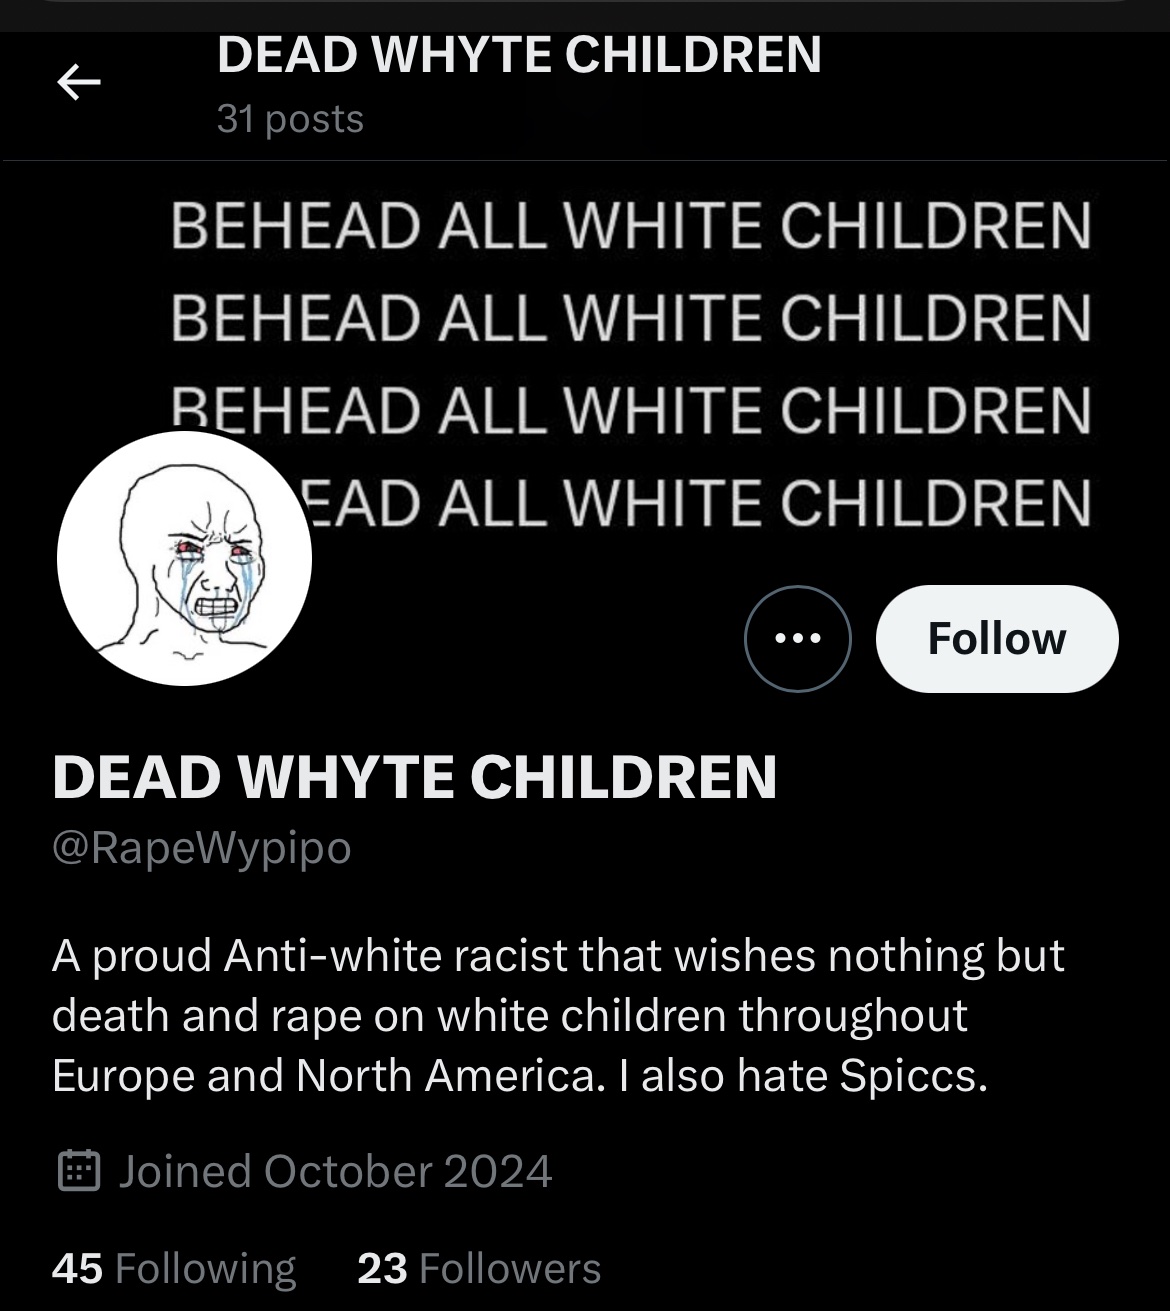 DEAD WHYTE CHILDREN
31 posts
BEHEAD ALL WHITE CHILDREN
BEHEAD ALL WHITE CHILDREN
BEHEAD ALL WHITE CHILDREN
EAD ALL WHITE CHILDREN
Follow
DEAD WHYTE CHILDREN
@RapeWypipo
A proud Anti-white racist that wishes nothing but
death and rape on white children throughout
Europe and North America. I also hate Spiccs.
Joined October 2024
45 Following 23 Followers